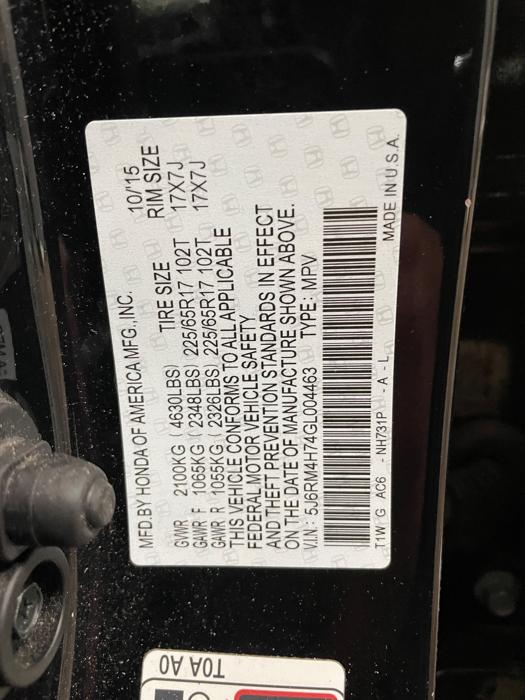 MFD.BY HONDA OF AMERICA MFG.,INC. 10/'15
TIRE SIZE RIM SIZE
GVWR 2100KG ( 4630LBS)
GAWR F 1065KG ( 2348LBS) 225/65R17 102T 17X7J
GAWR R 1055KG ( 2326LBS) 225/65R17 102T 17X7J
THIS VEHICLE CONFORMS TO ALL APPLICABLE
FEDERAL MOTOR VEHICLE SAFETY
AND THEFT PREVENTION STANDARDS IN EFFECT
ON THE DATE OF MANUFACTURE SHOWN ABOVE.
V.I.N.: 5J6RM4H74GL004463 TYPE: MPV
T1W G AC6 - NH731P - A - L MADE IN U.S.A.
T0A A0